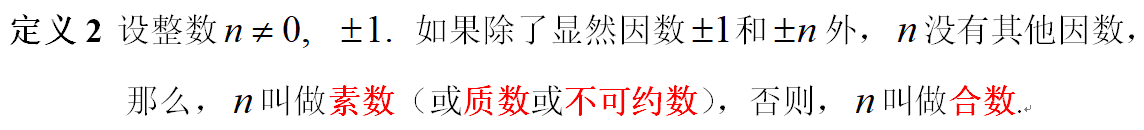 定义 2 设整数 n ≠ 0, ±1. 如果除了显然因数 ±1 和 ±n 外，n 没有其他因数，
那么，n 叫做素数（或质数或不可约数），否则，n 叫做合数.